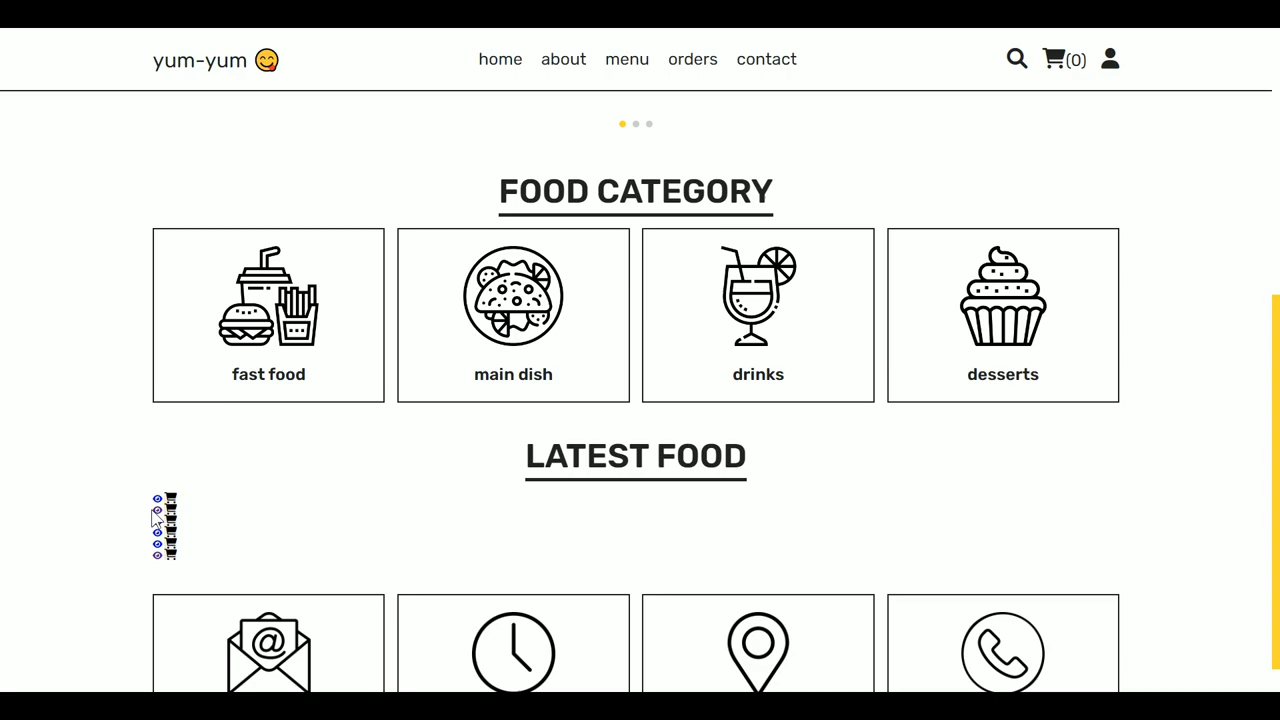 yum-yum 😋
home about menu orders contact
(0)
FOOD CATEGORY
fast food
main dish
drinks
desserts
LATEST FOOD
@